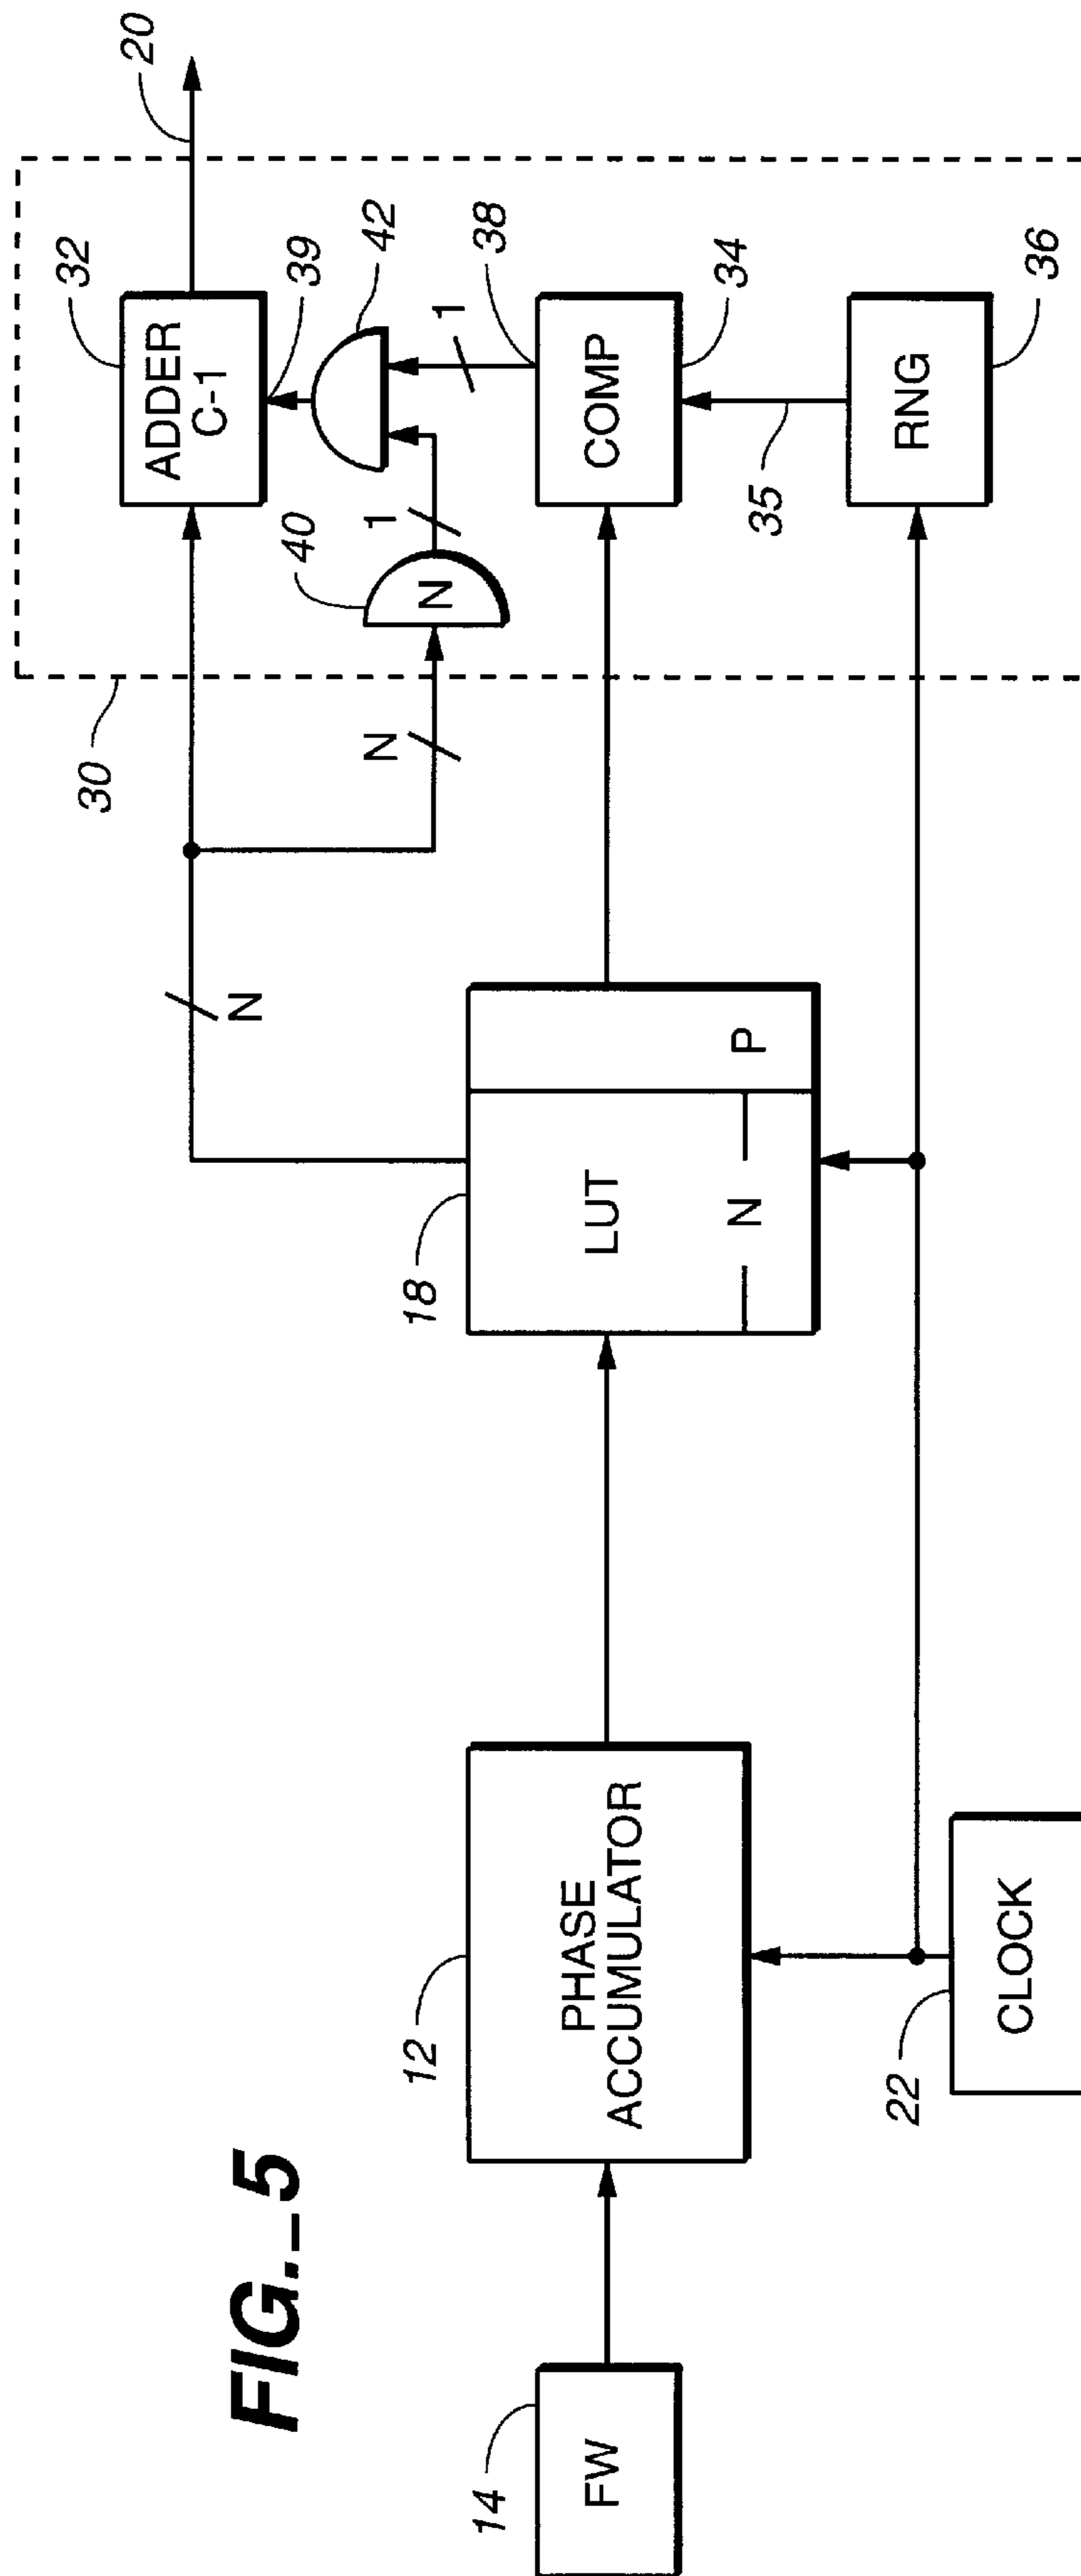 FIG._5
14
FW
12
PHASE
ACCUMULATOR
22
CLOCK
18
LUT
N
P
N
N
30
40
N
1
32
ADDER
C-1
39
42
1
38
COMP
34
35
RNG
36
20